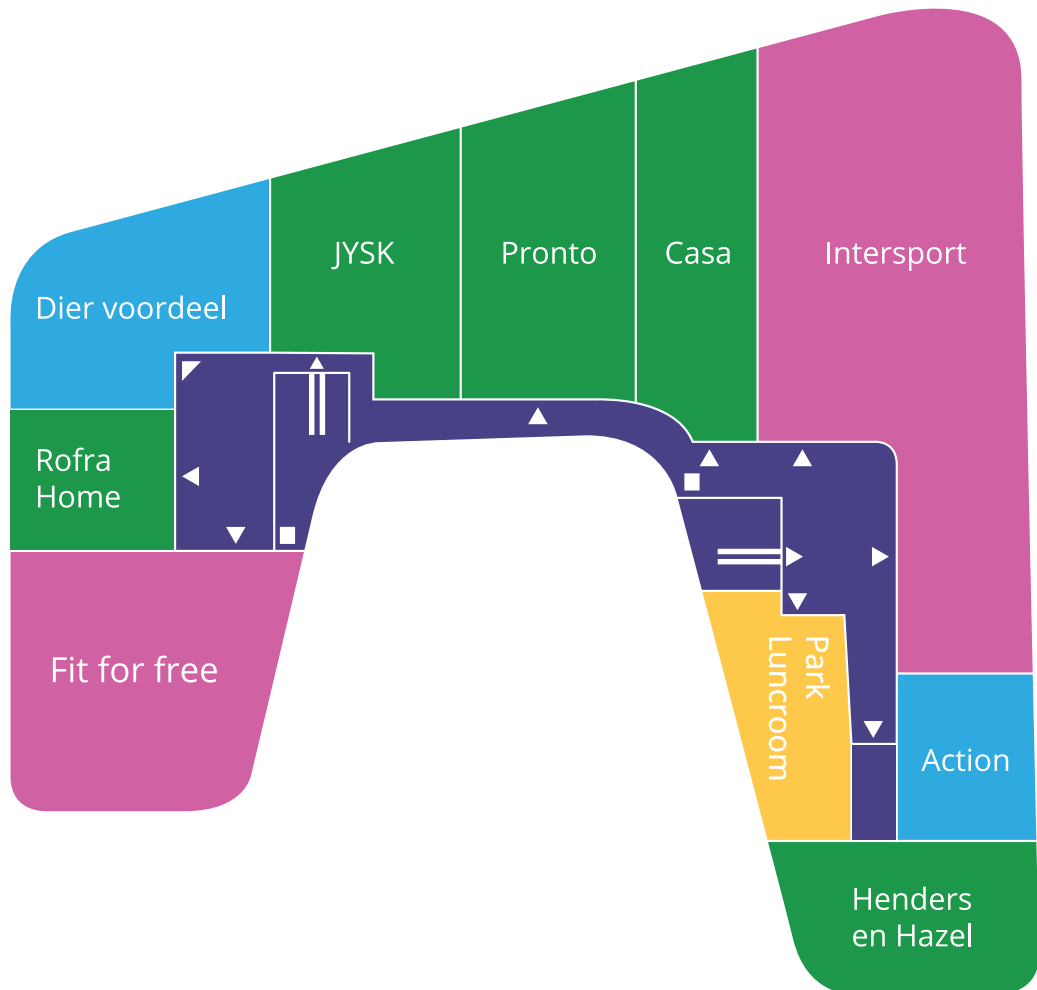 JYSK
Pronto
Casa
Intersport
Dier voordeel
Rofra
Home
Fit for free
Park
Luncroom
Action
Henders
en Hazel